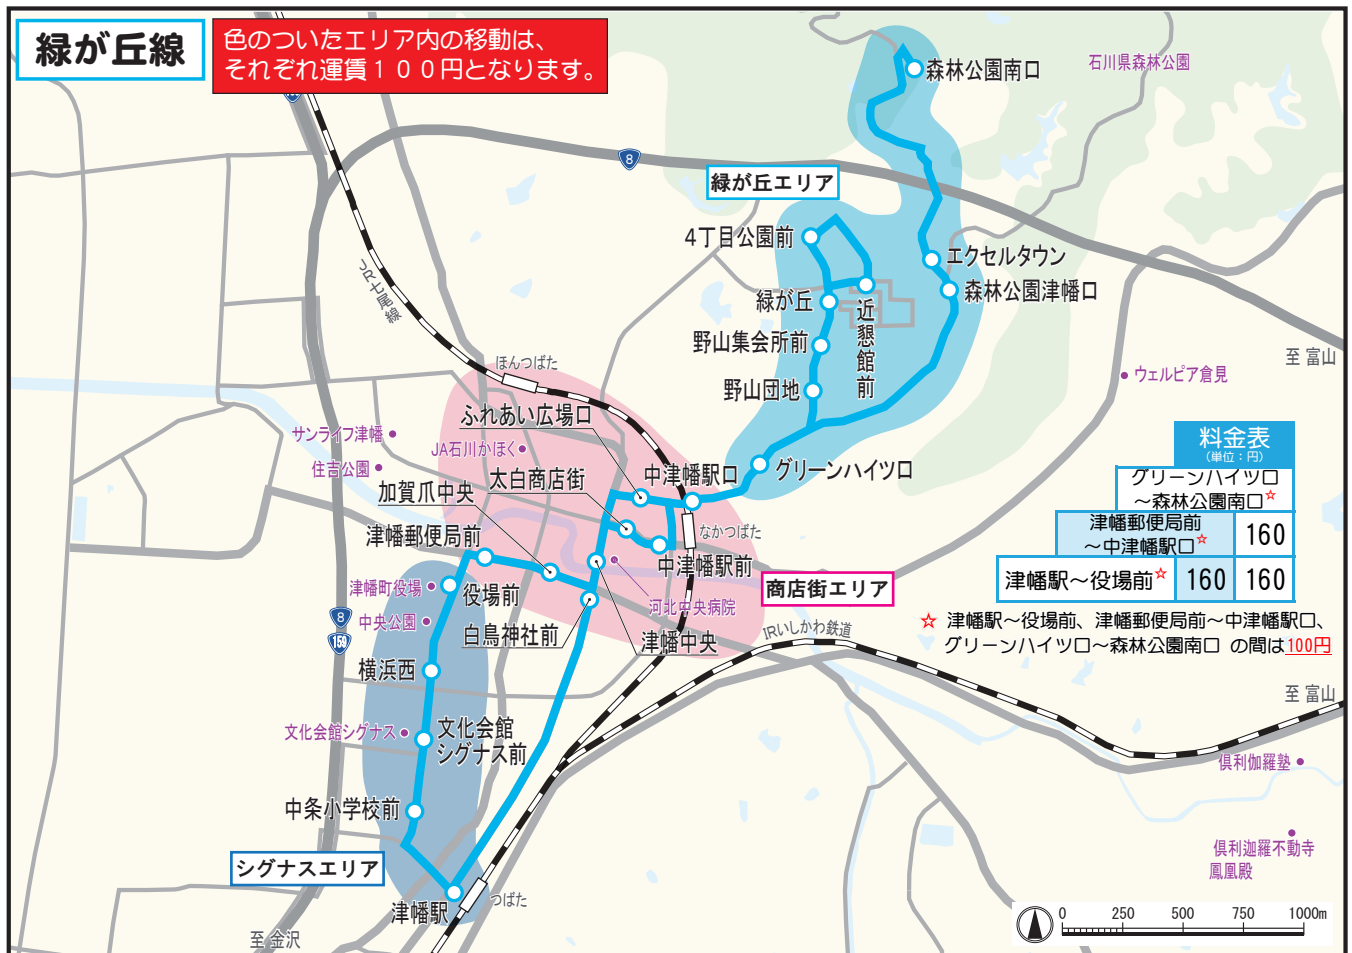 緑が丘線
色のついたエリア内の移動は、
それぞれ運賃１００円となります。
石川県森林公園
森林公園南口
8
緑が丘エリア
4丁目公園前
エクセルタウン
森林公園津幡口
緑が丘
近懇館前
野山集会所前
野山団地
JR七尾線
至 富山
ウェルピア倉見
ほんつばた
ふれあい広場口
サンライフ津幡
JA石川かほく
住吉公園
太白商店街
加賀爪中央
中津幡駅口
グリーンハイツ口
津幡郵便局前
なかつばた
中津幡駅前
商店街エリア
津幡町役場
役場前
河北中央病院
中央公園
8
159
白鳥神社前
津幡中央
IRいしかわ鉄道
横浜西
文化会館シグナス
文化会館
シグナス前
中条小学校前
シグナスエリア
津幡駅
つばた
至 金沢
料金表
（単位：円）
グリーンハイツ口
～森林公園南口☆
津幡郵便局前
～中津幡駅口☆
160
津幡駅～役場前☆
160
160
☆ 津幡駅～役場前、津幡郵便局前～中津幡駅口、
グリーンハイツ口～森林公園南口 の間は100円
至 富山
倶利伽羅塾
倶利迦羅不動寺
鳳凰殿
0 250 500 750 1000m